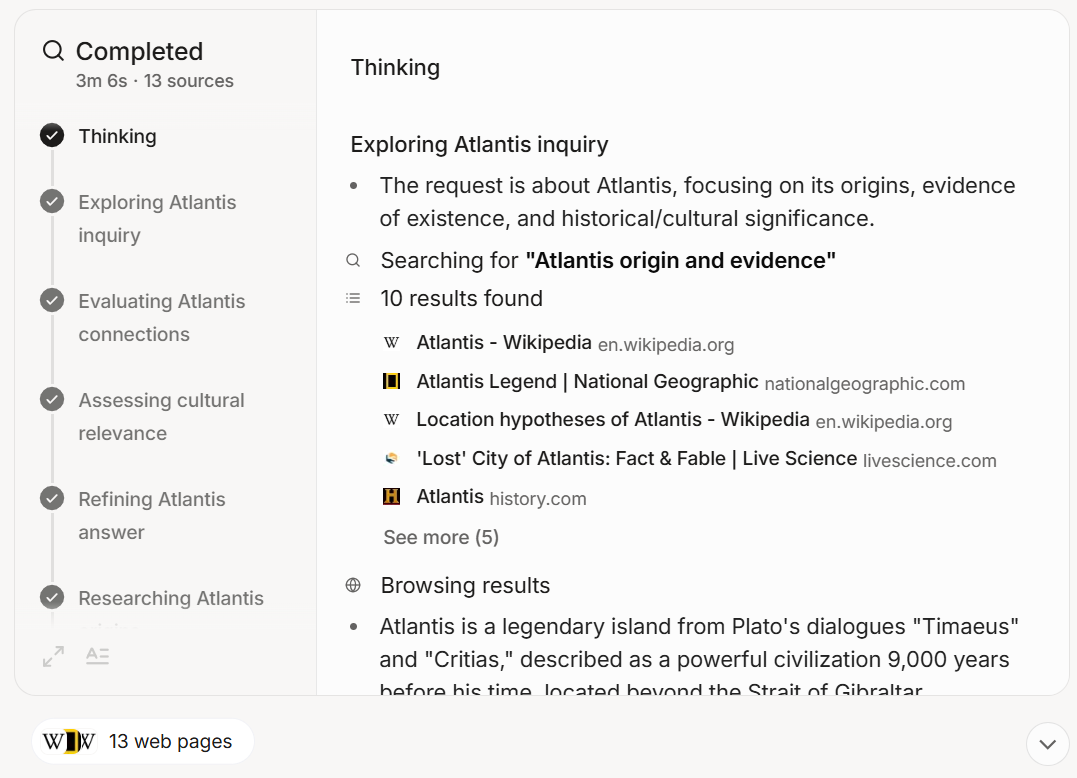 Completed
3m 6s · 13 sources
Thinking
Exploring Atlantis
inquiry
Evaluating Atlantis
connections
Assessing cultural
relevance
Refining Atlantis
answer
Researching Atlantis
Thinking
Exploring Atlantis inquiry
The request is about Atlantis, focusing on its origins, evidence
of existence, and historical/cultural significance.
Searching for "Atlantis origin and evidence"
10 results found
W Atlantis - Wikipedia en.wikipedia.org
Atlantis Legend | National Geographic nationalgeographic.com
W Location hypotheses of Atlantis - Wikipedia en.wikipedia.org
'Lost' City of Atlantis: Fact & Fable | Live Science livescience.com
H Atlantis history.com
See more (5)
Browsing results
Atlantis is a legendary island from Plato's dialogues "Timaeus"
and "Critias," described as a powerful civilization 9,000 years
before his time, located beyond the Strait of Gibraltar
A
W W 13 web pages